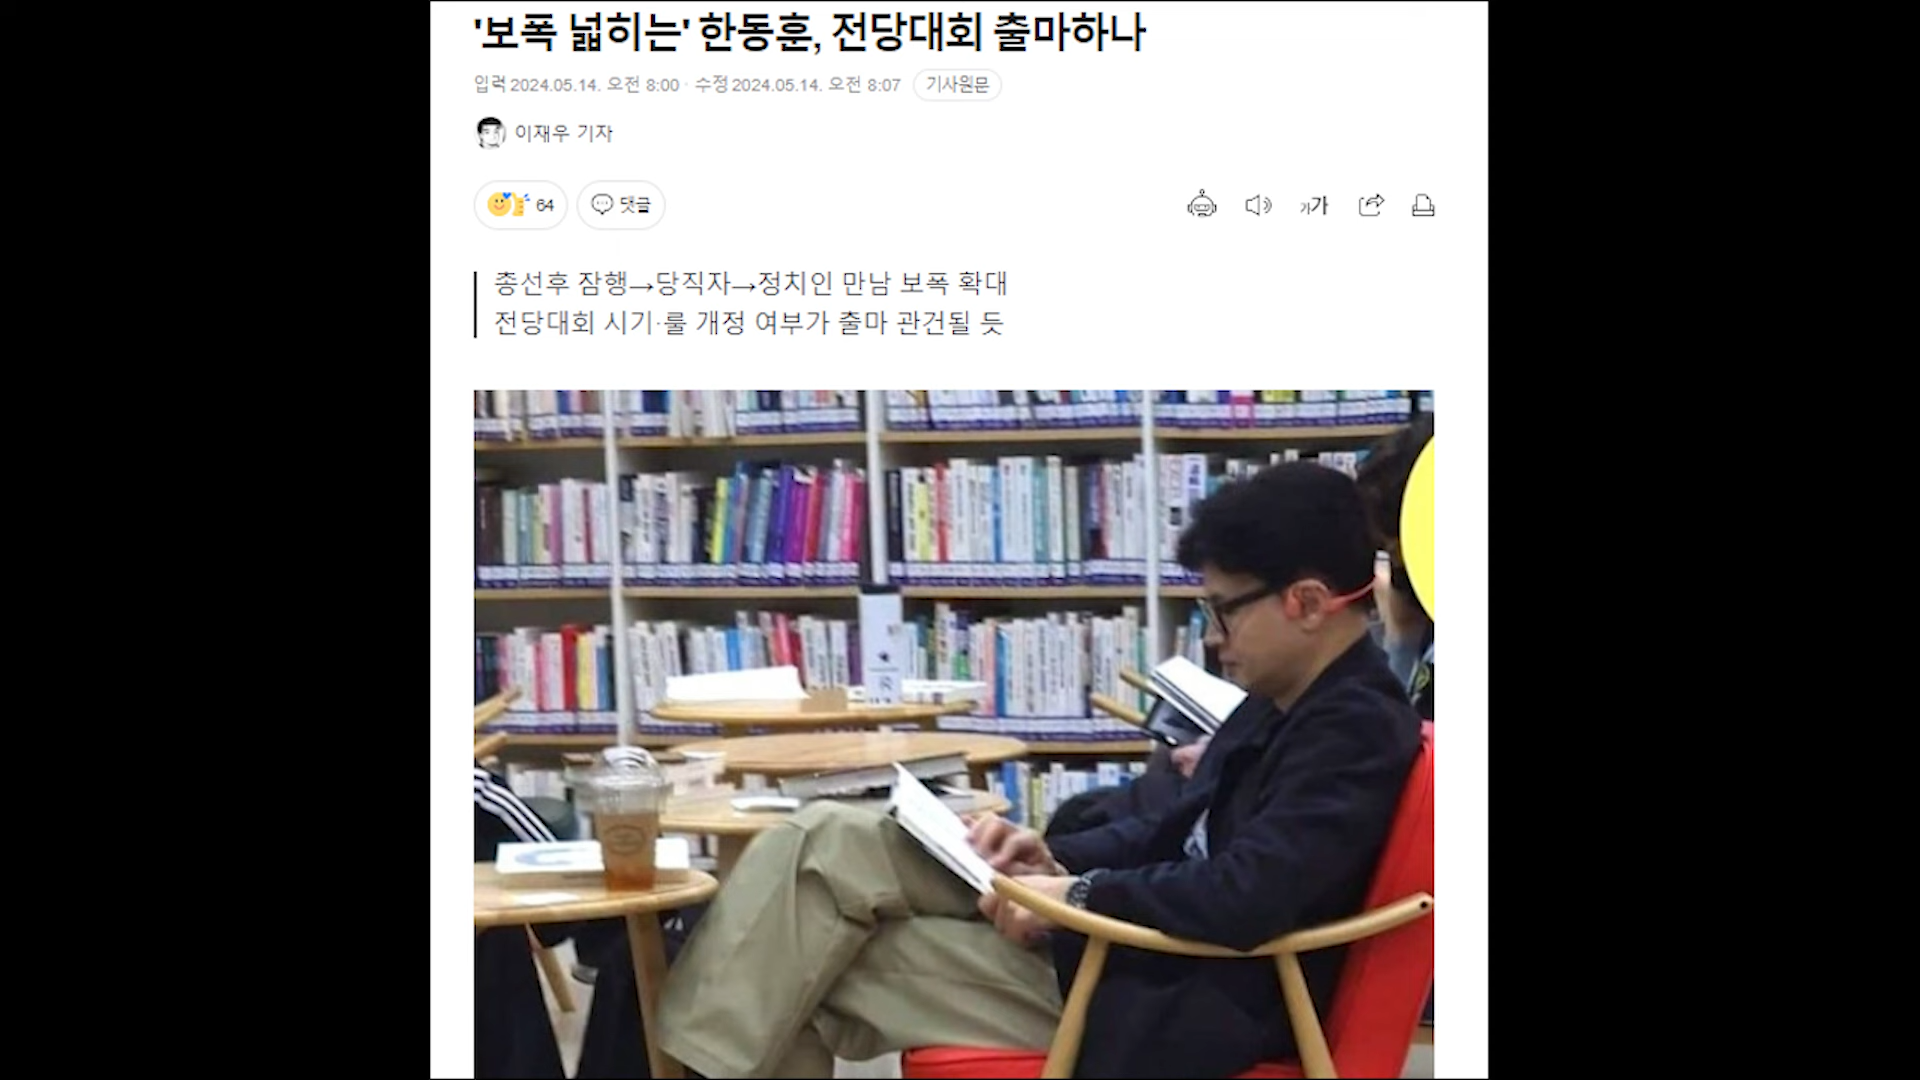 '보폭 넓히는' 한동훈, 전당대회 출마하나
입력 2024.05.14. 오전 8:00 · 수정 2024.05.14. 오전 8:07 기사원문
이재우 기자
64 댓글 가가
총선후 잠행→당직자→정치인 만남 보폭 확대
전당대회 시기·룰 개정 여부가 출마 관건될 듯